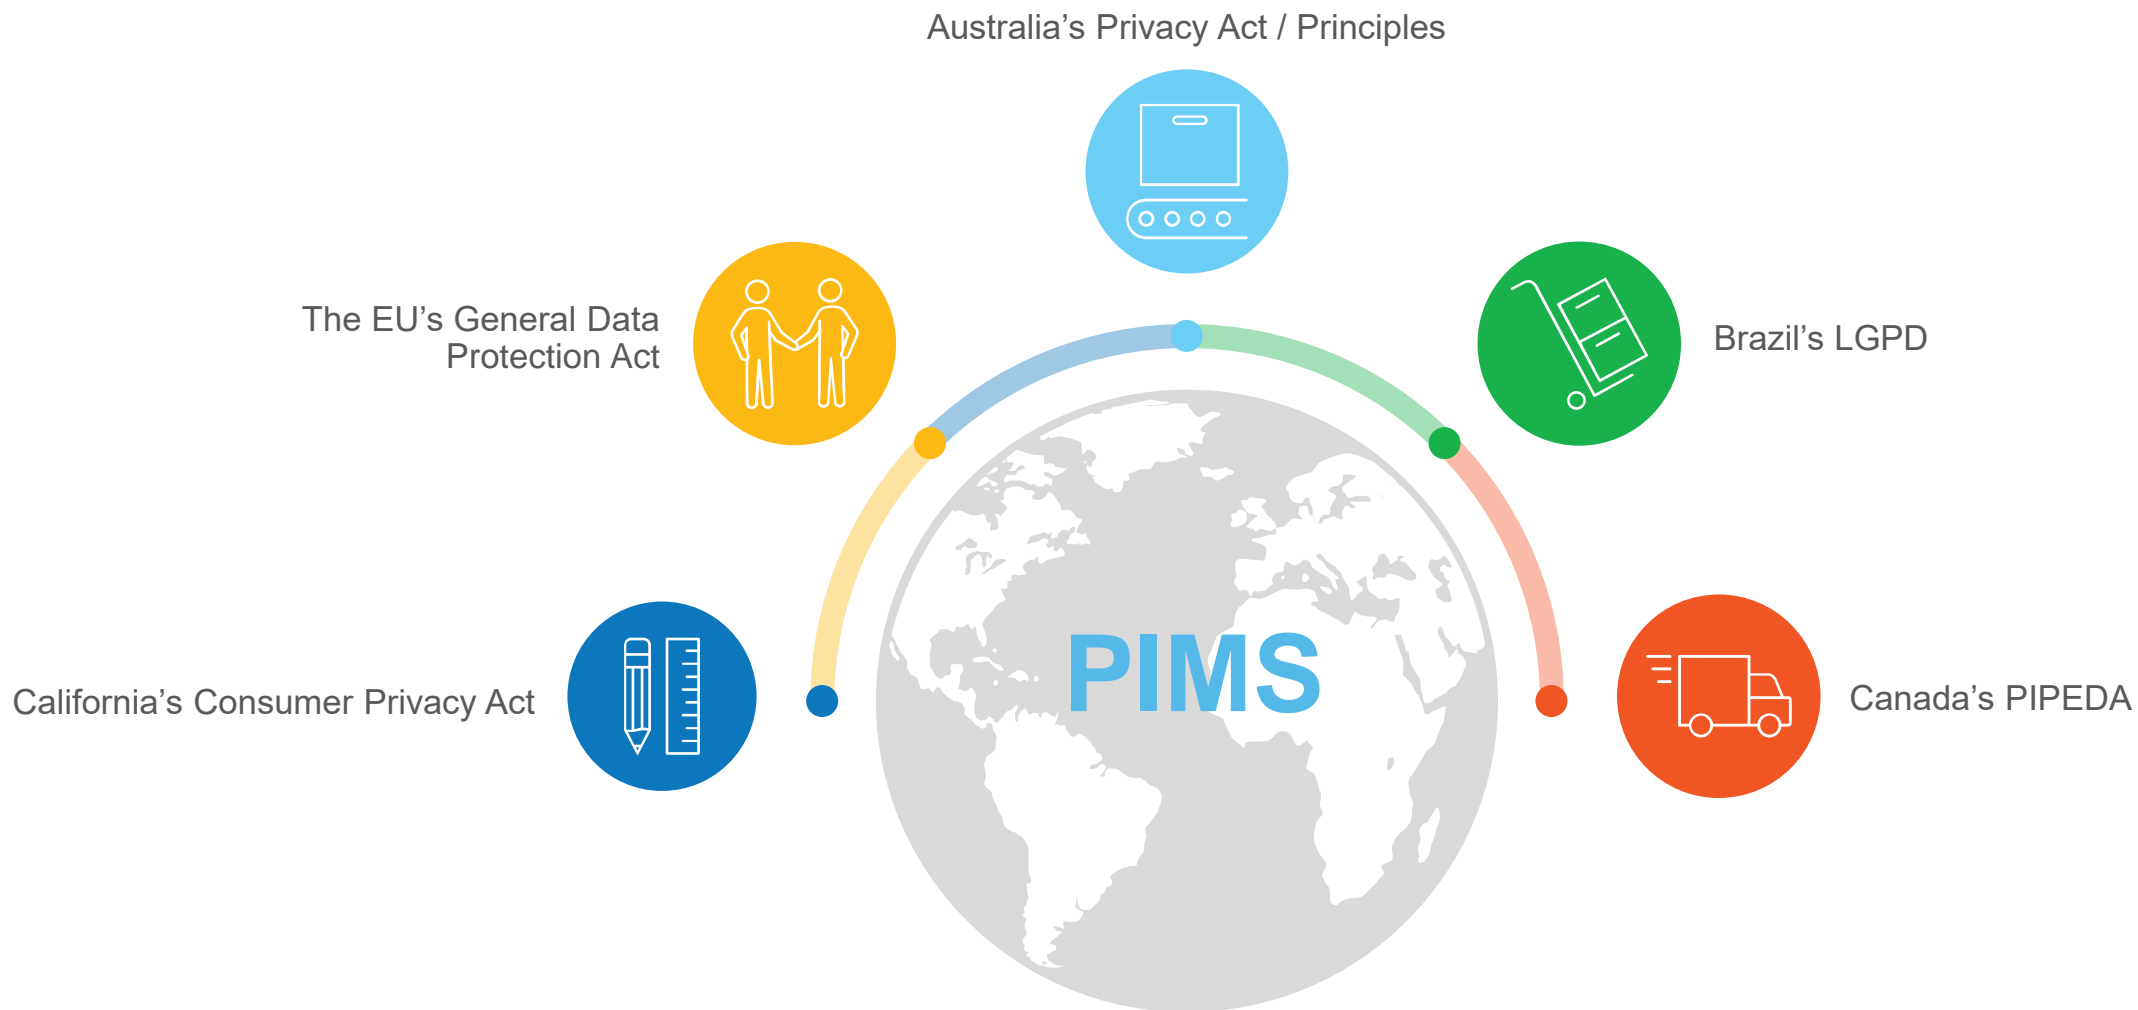 Australia’s Privacy Act / Principles
The EU’s General Data
Protection Act
Brazil’s LGPD
PIMS
California’s Consumer Privacy Act
Canada’s PIPEDA